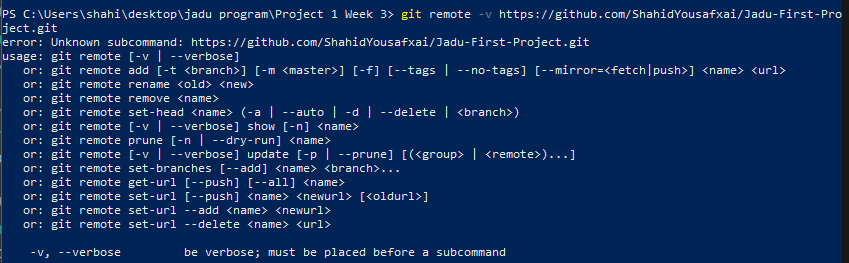 PS C:\Users\shahi\desktop\jadu program\Project 1 Week 3> git remote -v https://github.com/ShahidYousafxai/Jadu-First-Pro
ject.git
error: Unknown subcommand: https://github.com/ShahidYousafxai/Jadu-First-Project.git
usage: git remote [-v | --verbose]
   or: git remote add [-t <branch>] [-m <master>] [-f] [--tags | --no-tags] [--mirror=<fetch|push>] <name> <url>
   or: git remote rename <old> <new>
   or: git remote remove <name>
   or: git remote set-head <name> (-a | --auto | -d | --delete | <branch>)
   or: git remote [-v | --verbose] show [-n] <name>
   or: git remote prune [-n | --dry-run] <name>
   or: git remote [-v | --verbose] update [-p | --prune] [(<group> | <remote>)...]
   or: git remote set-branches [--add] <name> <branch>...
   or: git remote get-url [--push] [--all] <name>
   or: git remote set-url [--push] <name> <newurl> [<oldurl>]
   or: git remote set-url --add <name> <newurl>
   or: git remote set-url --delete <name> <url>

    -v, --verbose         be verbose; must be placed before a subcommand